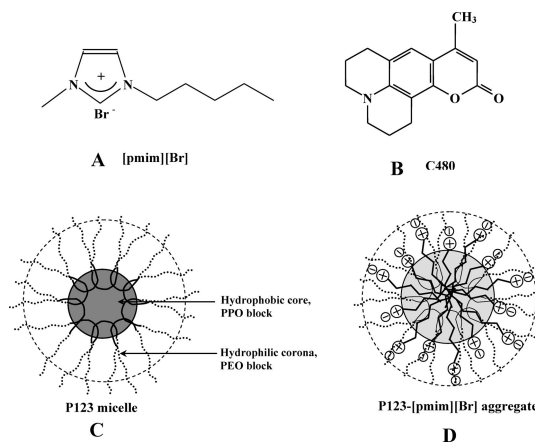 CH3
N
+
N
Br -
N
O
O
A [pmim][Br]
B C480
Hydrophobic core,
PPO block
Hydrophilic corona,
PEO block
P123 micelle
P123-[pmim][Br] aggregate
C
D